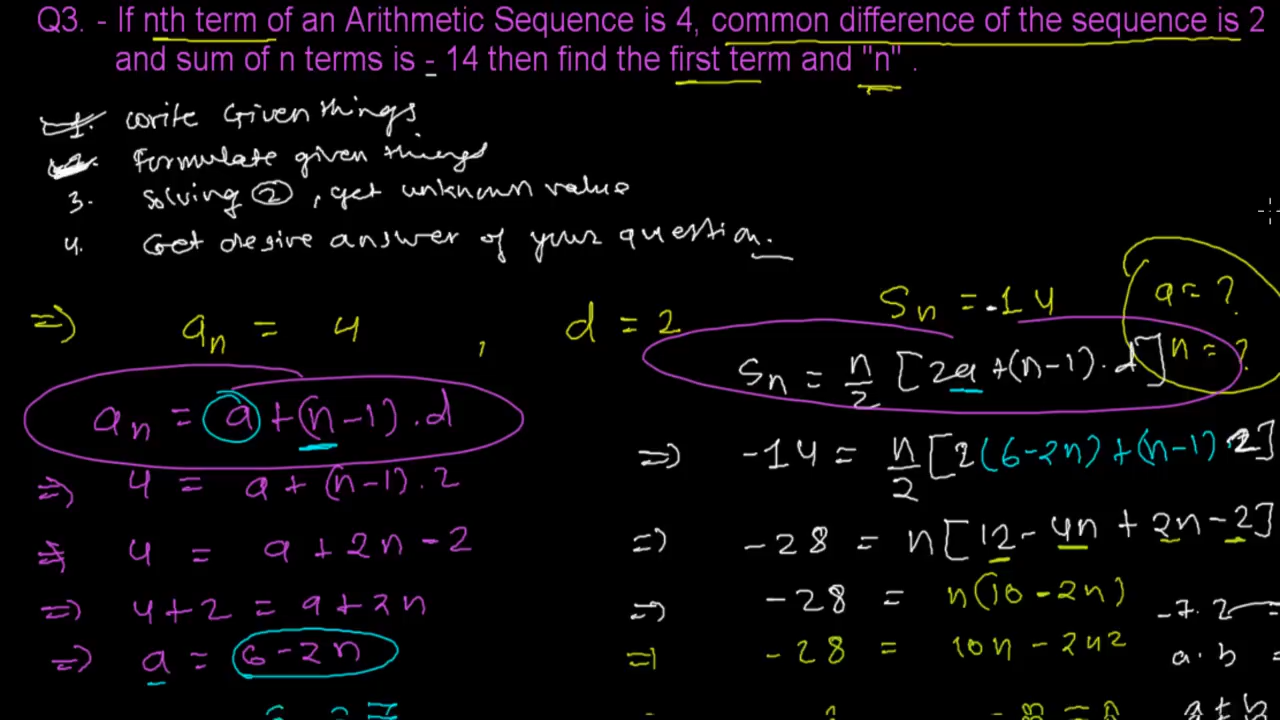 Q3. - If nth term of an Arithmetic Sequence is 4, common difference of the sequence is 2
and sum of n terms is - 14 then find the first term and "n" .
1. Write Given things
2. Formulate given things
3. Solving ②, get unknown value
4. Get desire answer of your question.
=> aₙ = 4 , d = 2
aₙ = a + (n-1) . d
=> 4 = a + (n-1) . 2
=> 4 = a + 2n - 2
=> 4+2 = a + 2n
=> a = 6-2n
Sₙ = -14
a = ?
n = ?
Sₙ = n/2 [2a + (n-1) . d]
=> -14 = n/2 [2(6-2n) + (n-1) 2]
=> -28 = n[12 - 4n + 2n - 2]
=> -28 = n(10 - 2n)
=> -28 = 10n - 2n2
-7. 2 =
a. b =
a + b